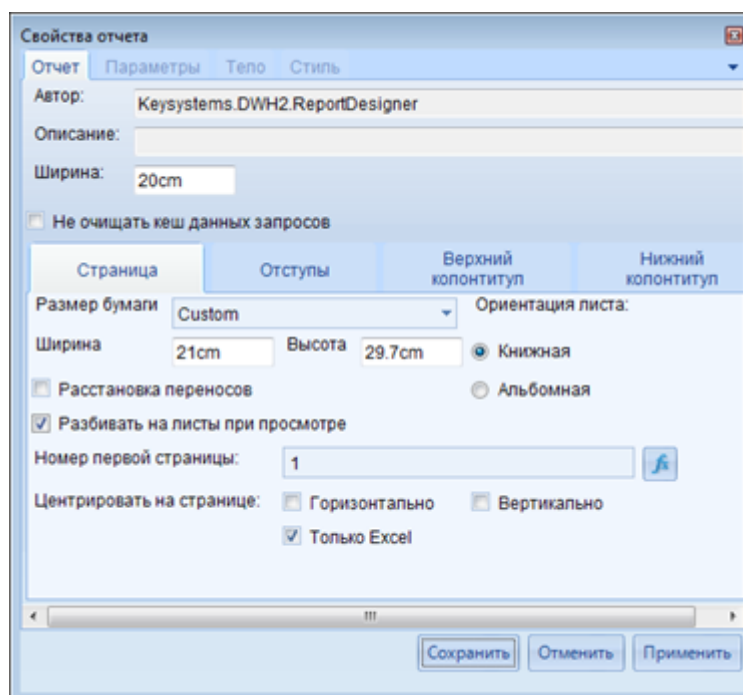 Свойства отчета
Отчет Параметры Тело Стиль
Автор: Keysystems.DWH2.ReportDesigner
Описание:
Ширина: 20cm
Не очищать кеш данных запросов
Страница Отступы Верхний колонтитул Нижний колонтитул
Размер бумаги Custom Ориентация листа:
Ширина 21cm Высота 29.7cm Книжная
Расстановка переносов Альбомная
Разбивать на листы при просмотре
Номер первой страницы: 1 fx
Центрировать на странице: Горизонтально Вертикально
Только Excel
Сохранить Отменить Применить